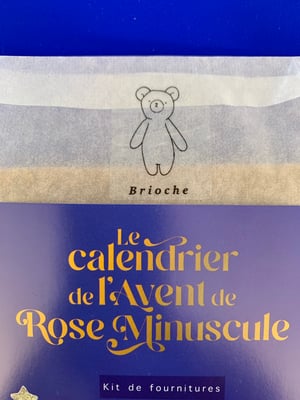 Brioche
Le
calendrier
de l'Avent de
Rose Minuscule
Kit de fournitures